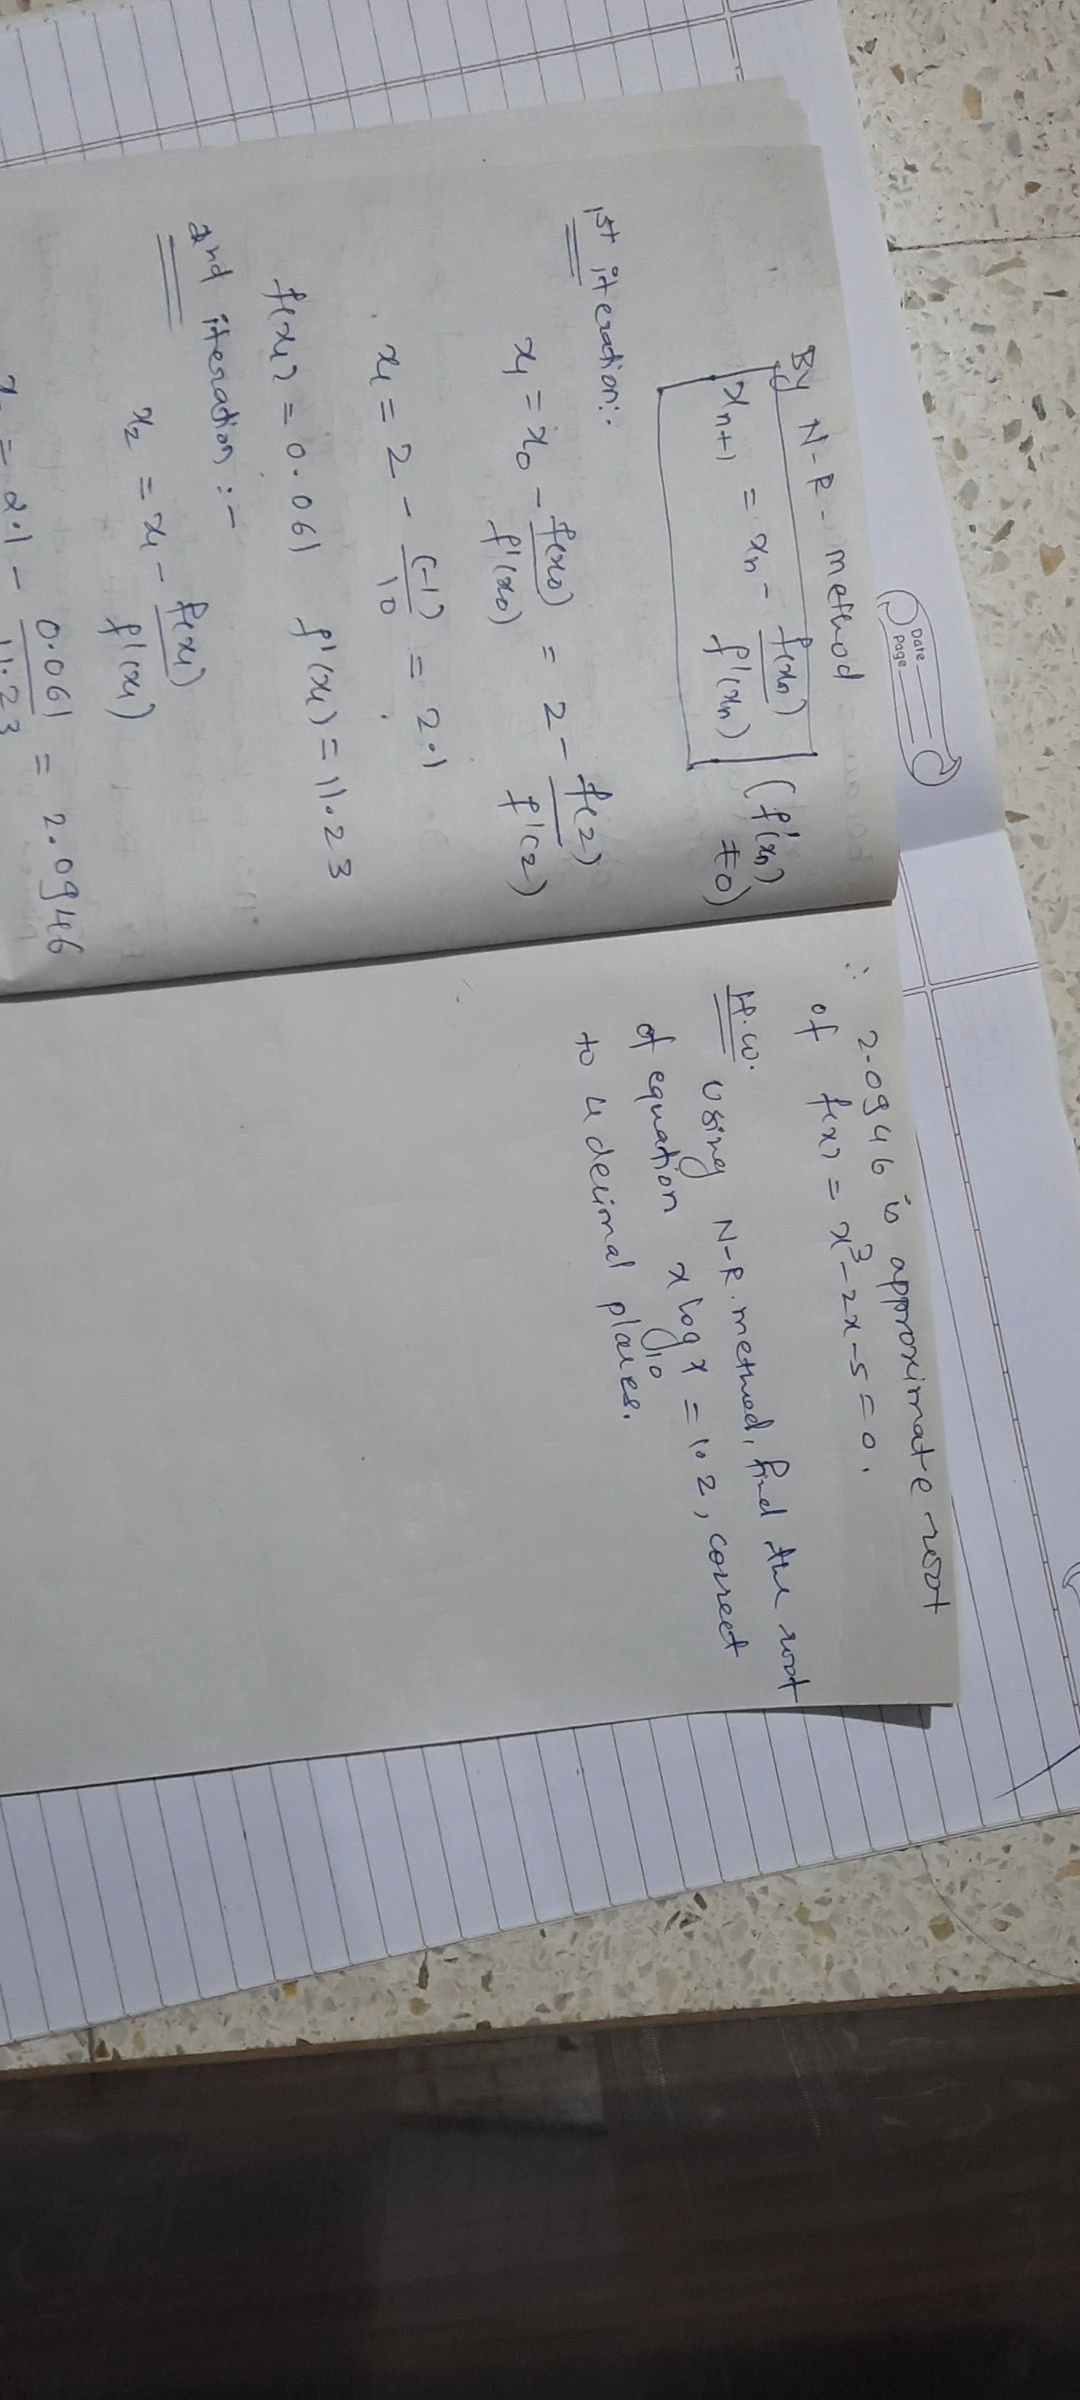 Date
Page
By N-R- method
xn+1 = xn - f(xn) / f'(xn) (f'(xn) ≠ 0)
1st iteration:-
x1 = x0 - f(x0) / f'(x0) = 2 - f(2) / f'(2)
x1 = 2 - (-1) / 10 = 2.1
f(x1) = 0.061 f'(x1) = 11.23
2nd iteration :-
x2 = x1 - f(x1) / f'(x1)
= 2.1 - 0.061 / 11.23 = 2.0946
∴ 2.0946 is approximate root
of f(x) = x³-2x-5=0.
H.W. Using N-R. method, find the root
of equation x log10 x = 1.2, correct
to 4 decimal places.